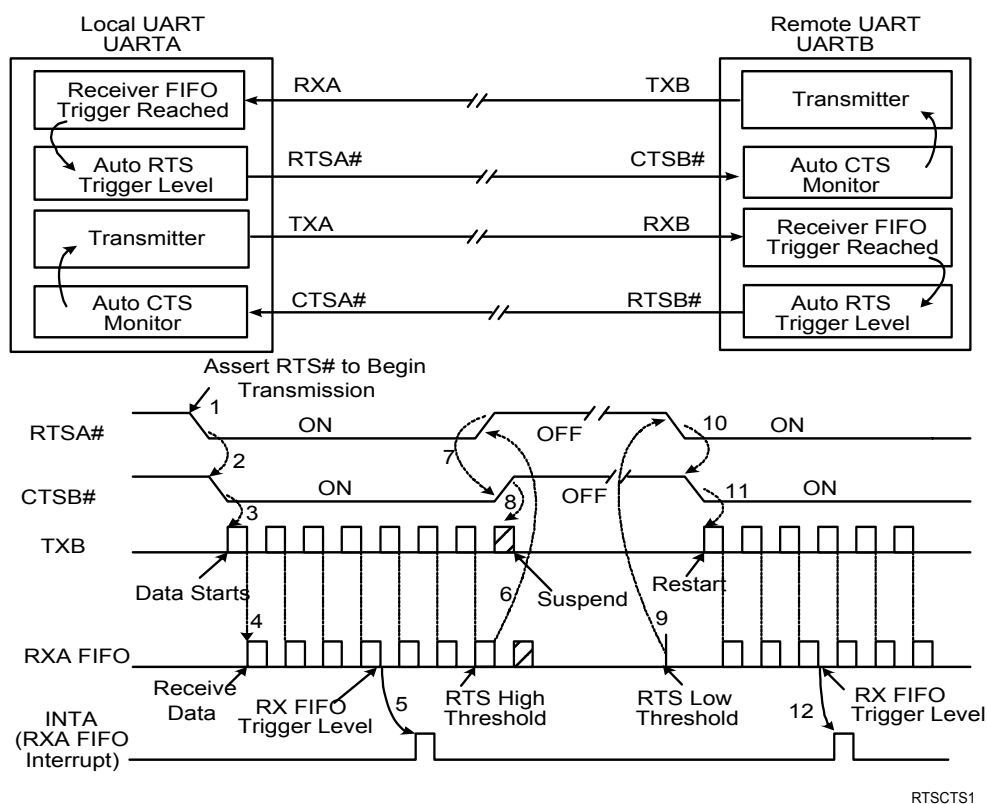 Local UART
UARTA
Remote UART
UARTB
Receiver FIFO
Trigger Reached
RXA
TXB
Transmitter
Auto RTS
Trigger Level
RTSA#
CTSB#
Auto CTS
Monitor
Transmitter
TXA
RXB
Receiver FIFO
Trigger Reached
Auto CTS
Monitor
CTSA#
RTSB#
Auto RTS
Trigger Level
Assert RTS# to Begin
Transmission
RTSA#
1
ON
OFF
10
ON
2
7
CTSB#
ON
8
OFF
11
ON
3
TXB
Data Starts
6
Suspend
Restart
9
4
RXA FIFO
Receive
Data
RX FIFO
Trigger Level
5
RTS High
Threshold
RTS Low
Threshold
12
RX FIFO
Trigger Level
INTA
(RXA FIFO
Interrupt)
RTSCTS1